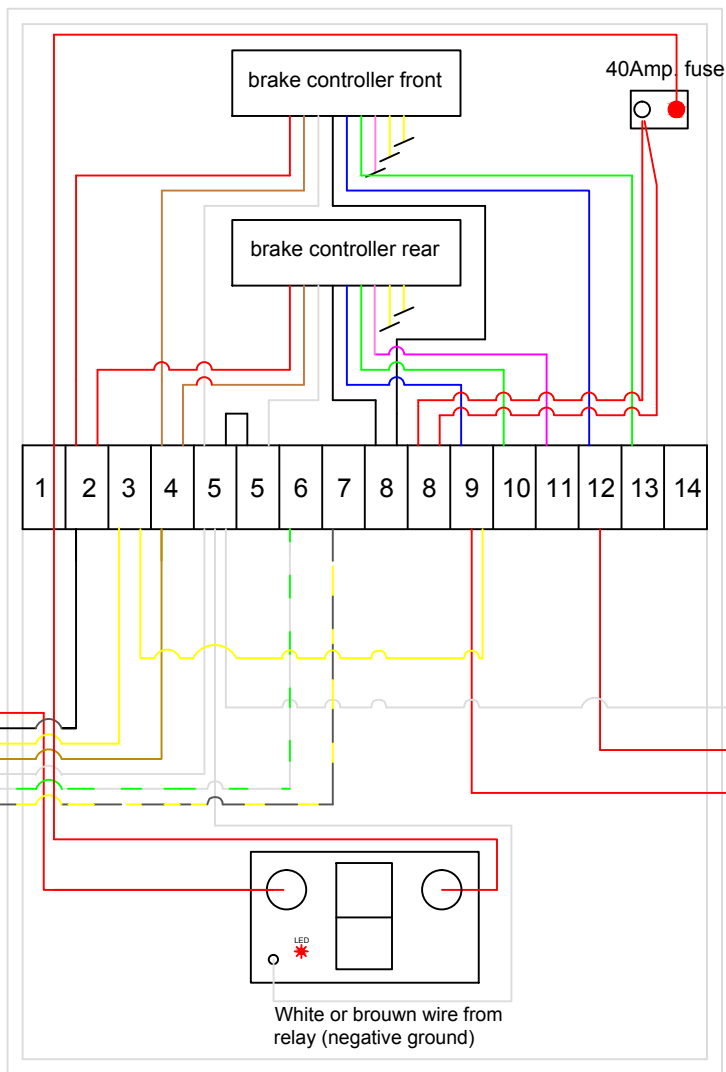 brake controller front
40Amp. fuse
brake controller rear
1 2 3 4 5 5 6 7 8 8 9 10 11 12 13 14
LED
White or brouwn wire from
relay (negative ground)